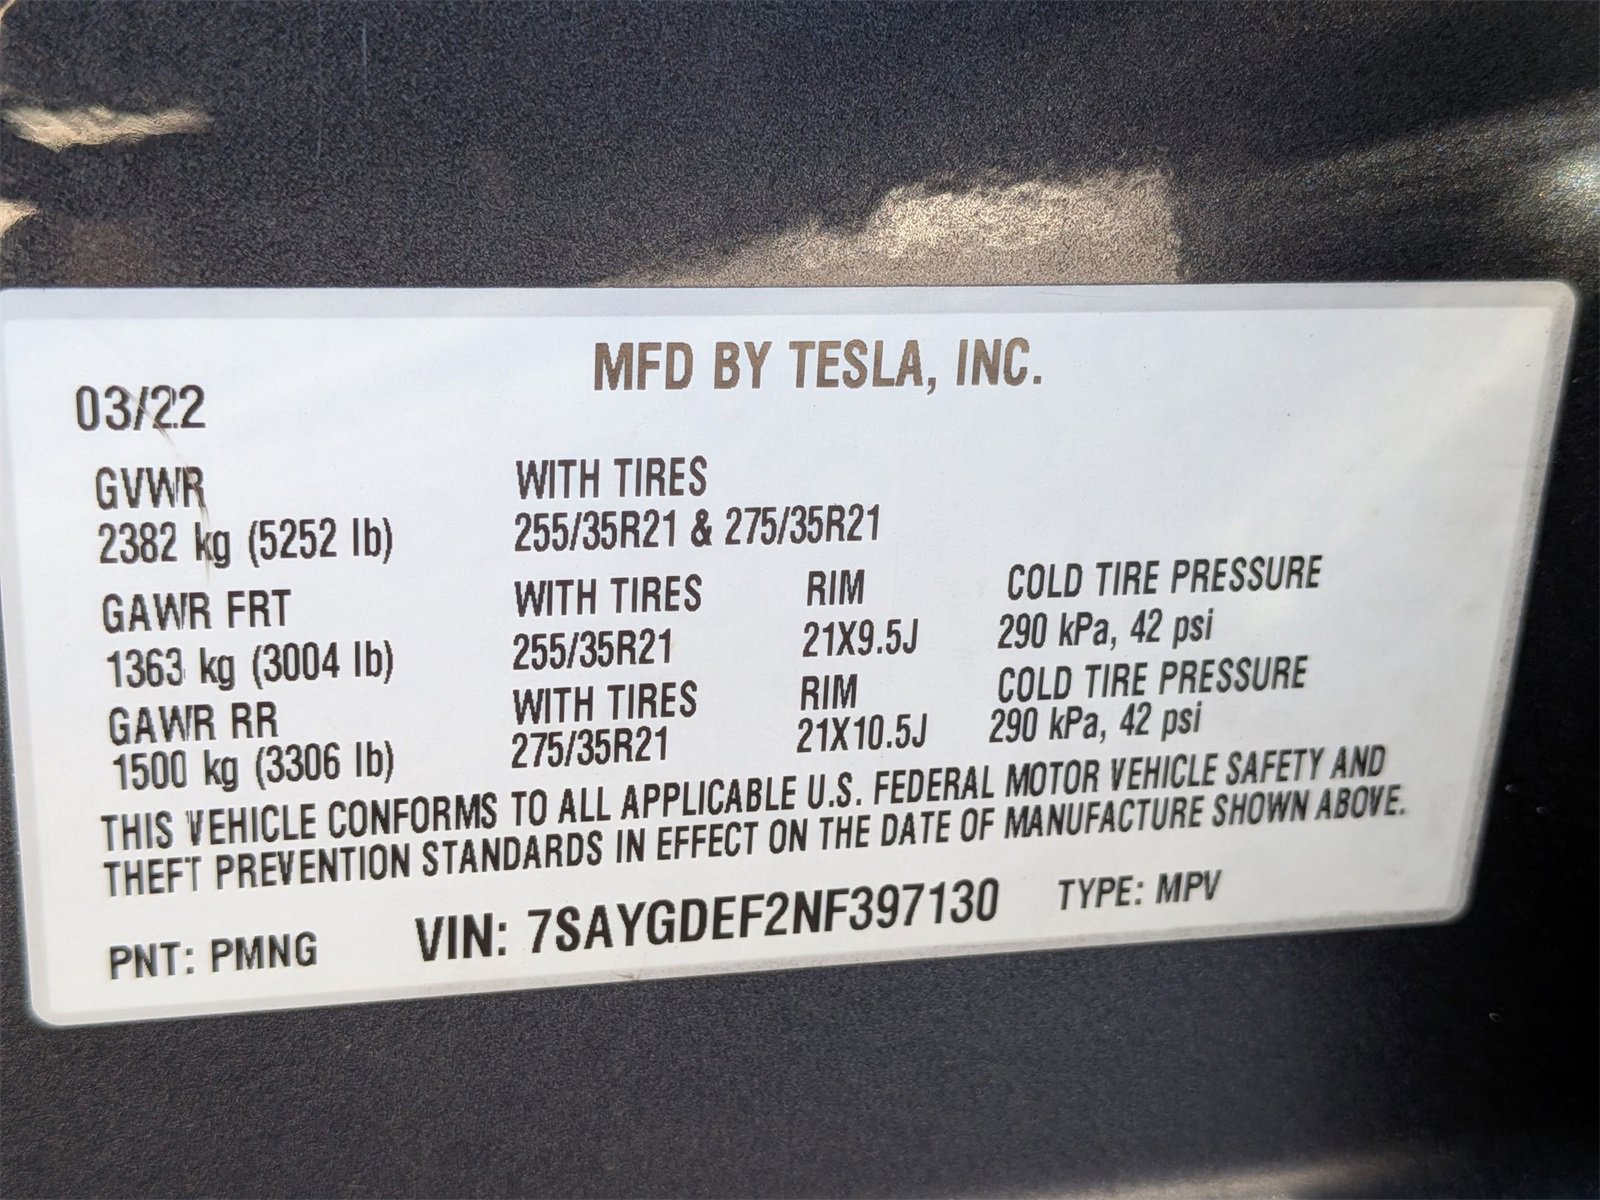 MFD BY TESLA, INC.
03/22
GVWR WITH TIRES
2382 kg (5252 lb) 255/35R21 & 275/35R21
GAWR FRT WITH TIRES RIM COLD TIRE PRESSURE
1363 kg (3004 lb) 255/35R21 21X9.5J 290 kPa, 42 psi
GAWR RR WITH TIRES RIM COLD TIRE PRESSURE
1500 kg (3306 lb) 275/35R21 21X10.5J 290 kPa, 42 psi
THIS VEHICLE CONFORMS TO ALL APPLICABLE U.S. FEDERAL MOTOR VEHICLE SAFETY AND
THEFT PREVENTION STANDARDS IN EFFECT ON THE DATE OF MANUFACTURE SHOWN ABOVE.
PNT: PMNG VIN: 7SAYGDEF2NF397130 TYPE: MPV